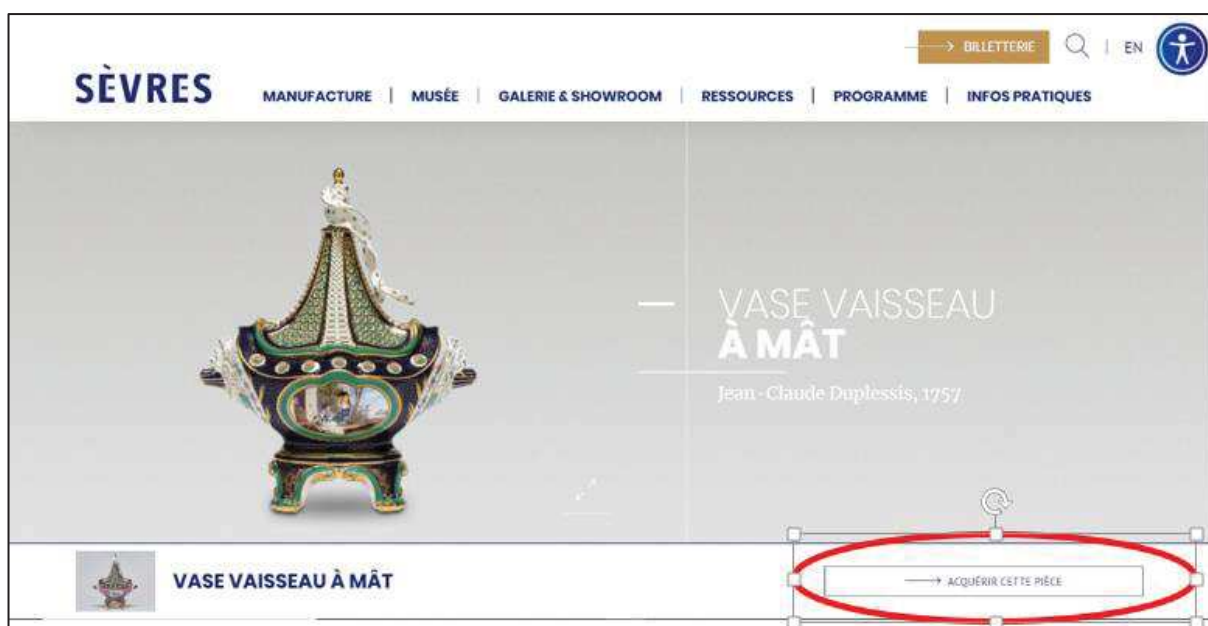 BILLETTERIE | EN
SÈVRES
MANUFACTURE | MUSÉE | GALERIE & SHOWROOM | RESSOURCES | PROGRAMME | INFOS PRATIQUES
VASE VAISSEAU
À MÂT
Jean-Claude Duplessis, 1757
VASE VAISSEAU À MÂT
ACQUÉRIR CETTE PIÈCE